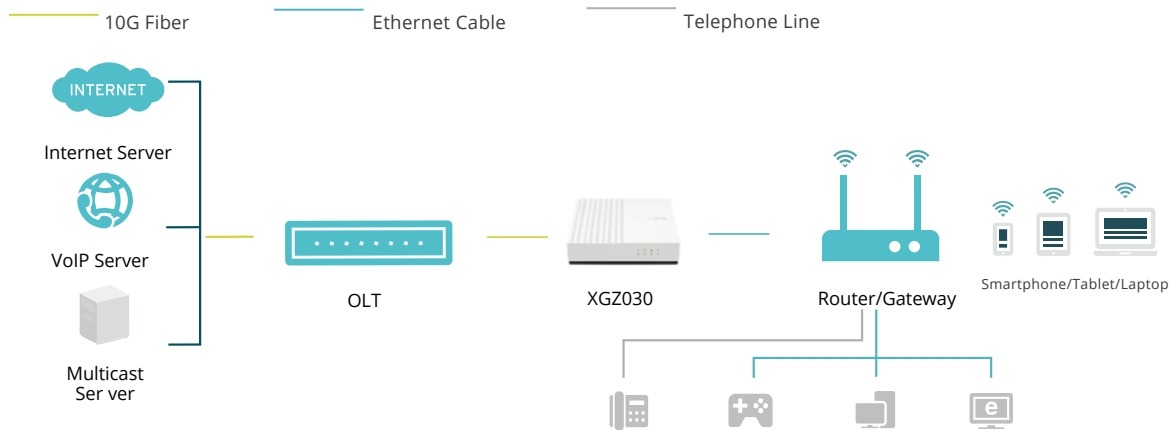 10G Fiber
Ethernet Cable
Telephone Line
INTERNET
Internet Server
VoIP Server
Multicast
Ser ver
OLT
XGZ030
Router/Gateway
Smartphone/Tablet/Laptop
e